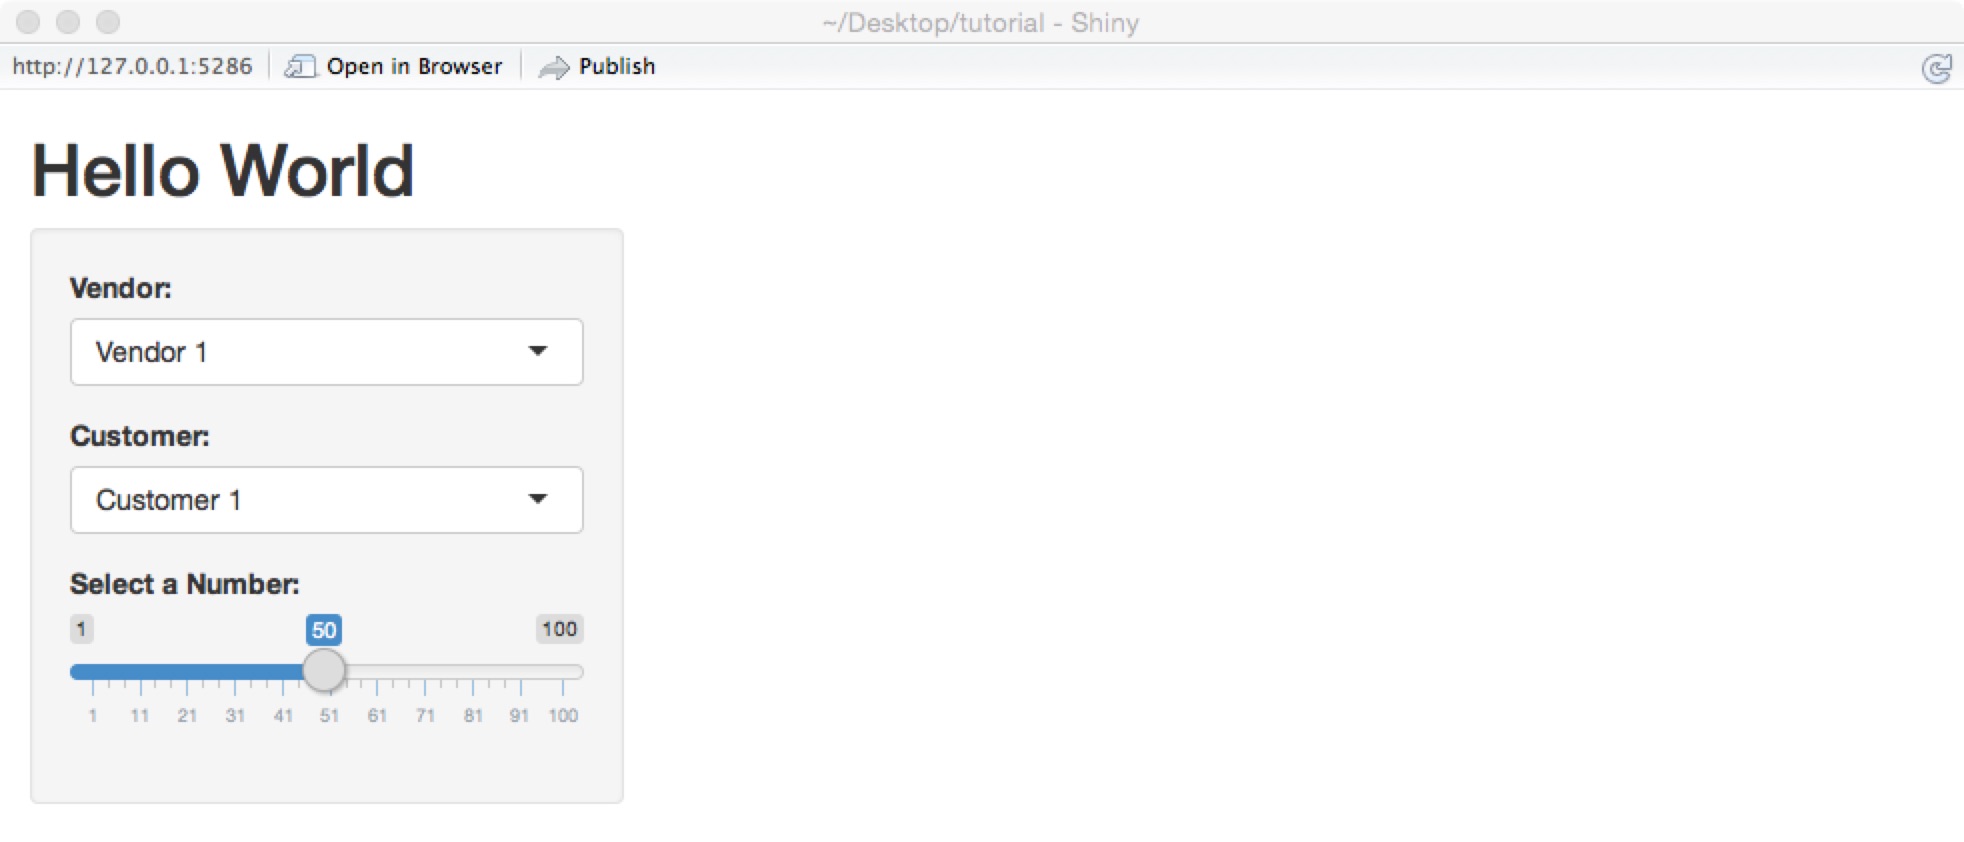 ~/Desktop/tutorial - Shiny
http://127.0.0.1:5286 Open in Browser Publish
Hello World
Vendor:
Vendor 1
Customer:
Customer 1
Select a Number:
1 50 100
1 11 21 31 41 51 61 71 81 91 100